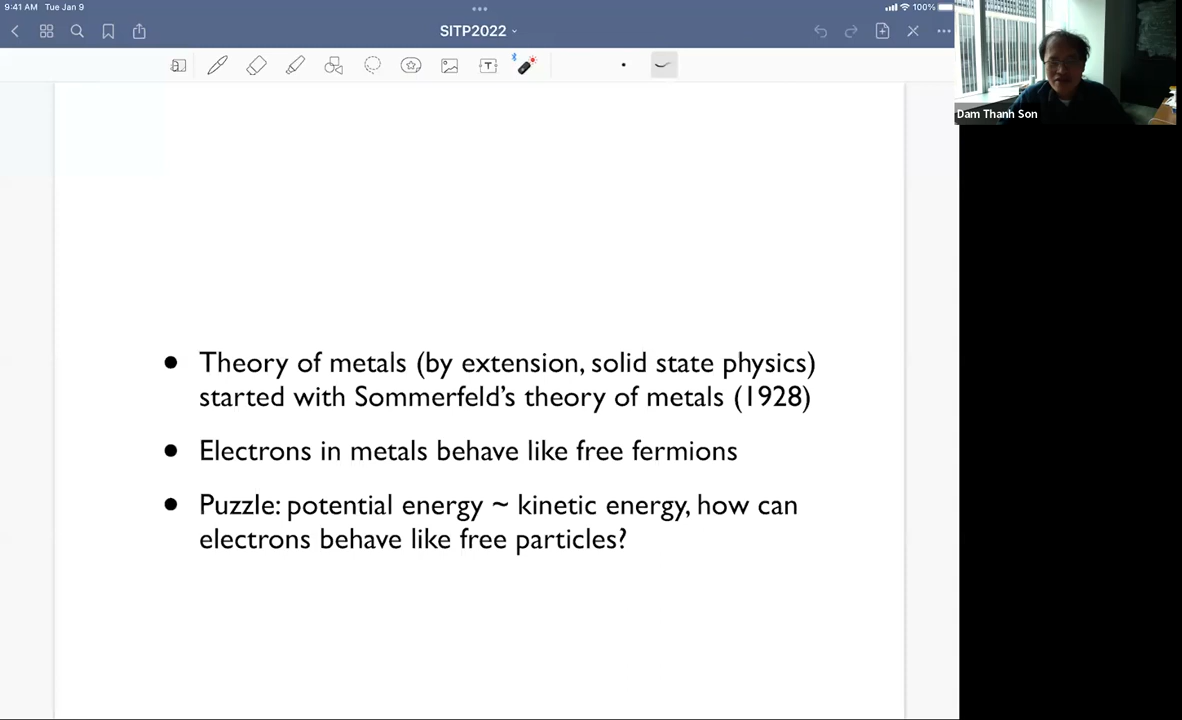 9:41 AM Tue Jan 9
100%
SITP2022
T
Dam Thanh Son
• Theory of metals (by extension, solid state physics)
started with Sommerfeld's theory of metals (1928)
• Electrons in metals behave like free fermions
• Puzzle: potential energy ~ kinetic energy, how can
electrons behave like free particles?